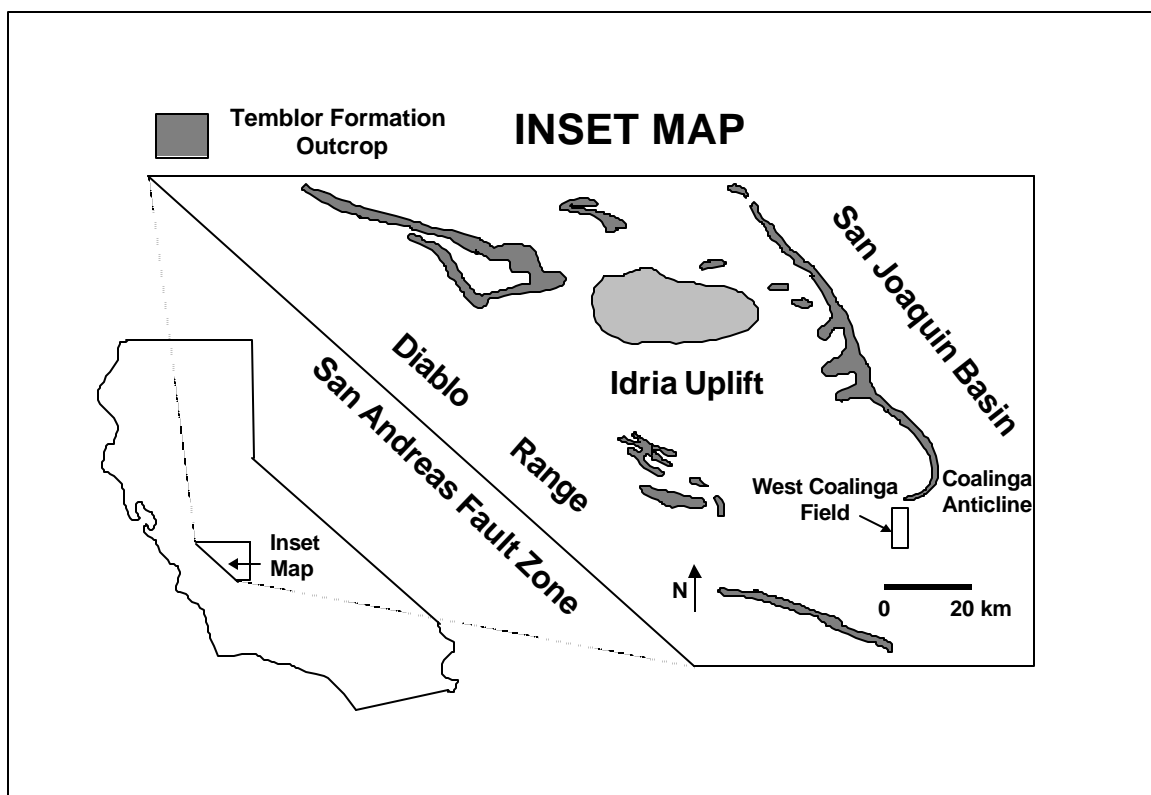 Temblor Formation
Outcrop
INSET MAP
San Joaquin Basin
Diablo
Range
San Andreas Fault Zone
Idria Uplift
West Coalinga
Field
Coalinga
Anticline
Inset
Map
N
0 20 km